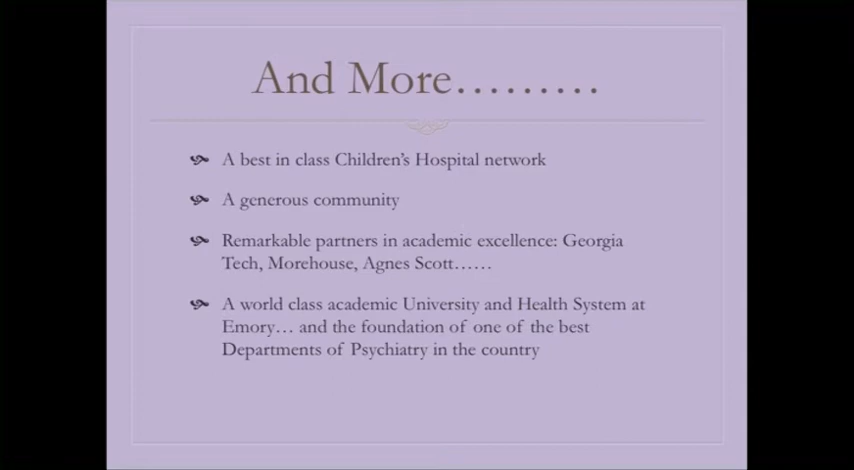 And More………
A best in class Children's Hospital network
A generous community
Remarkable partners in academic excellence: Georgia
Tech, Morehouse, Agnes Scott……
A world class academic University and Health System at
Emory… and the foundation of one of the best
Departments of Psychiatry in the country